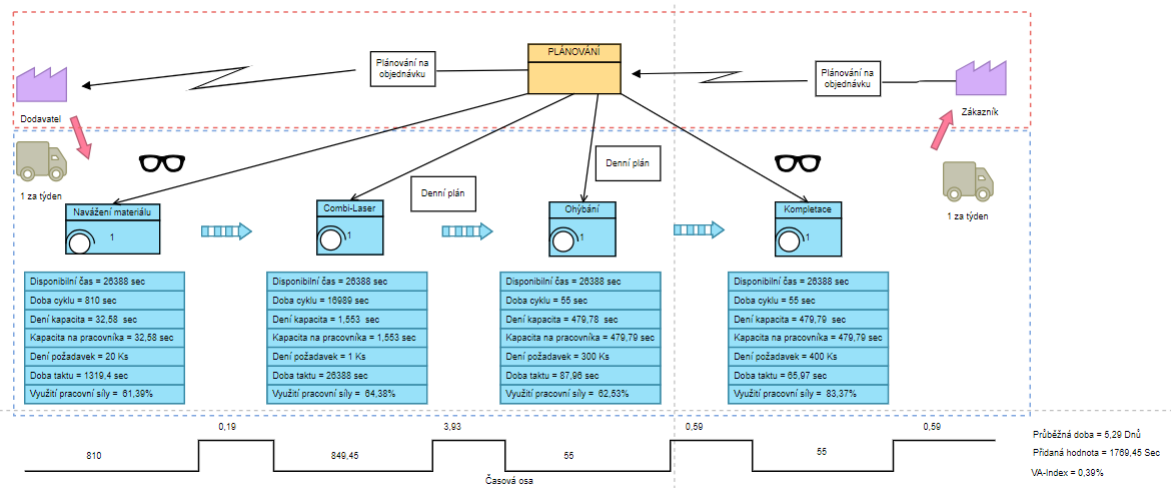 PLÁNOVÁNÍ
Plánování na
objednávku
Plánování na
objednávku
Dodavatel
Zákazník
1 za týden
Denní plán
Denní plán
1 za týden
Navážení materiálu
1
Combi-Laser
1
Ohýbání
1
Kompletace
1
Disponibilní čas = 26388 sec
Doba cyklu = 810 sec
Dení kapacita = 32,58 sec
Kapacita na pracovníka = 32,58 sec
Dení požadavek = 20 Ks
Doba taktu = 1319,4 sec
Využití pracovní síly = 61,39%
Disponibilní čas = 26388 sec
Doba cyklu = 16989 sec
Dení kapacita = 1,553 sec
Kapacita na pracovníka = 1,553 sec
Dení požadavek = 1 Ks
Doba taktu = 26388 sec
Využití pracovní síly = 64,38%
Disponibilní čas = 26388 sec
Doba cyklu = 55 sec
Dení kapacita = 479,78 sec
Kapacita na pracovníka = 479,79 sec
Dení požadavek = 300 Ks
Doba taktu = 87,96 sec
Využití pracovní síly = 62,53%
Disponibilní čas = 26388 sec
Doba cyklu = 55 sec
Dení kapacita = 479,79 sec
Kapacita na pracovníka = 479,79 sec
Dení požadavek = 400 Ks
Doba taktu = 65,97 sec
Využití pracovní síly = 83,37%
0,19
3,93
0,59
0,59
810
849,45
55
55
Časová osa
Průběžná doba = 5,29 Dnů
Přidaná hodnota = 1769,45 Sec
VA-Index = 0,39%